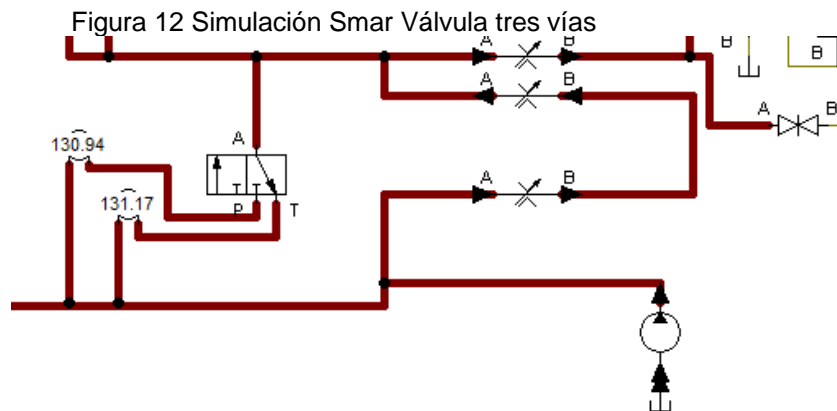 Figura 12 Simulación Smar Válvula tres vías
A B B B
A B
A B
130.94 A
T T
131.17 P T
A B